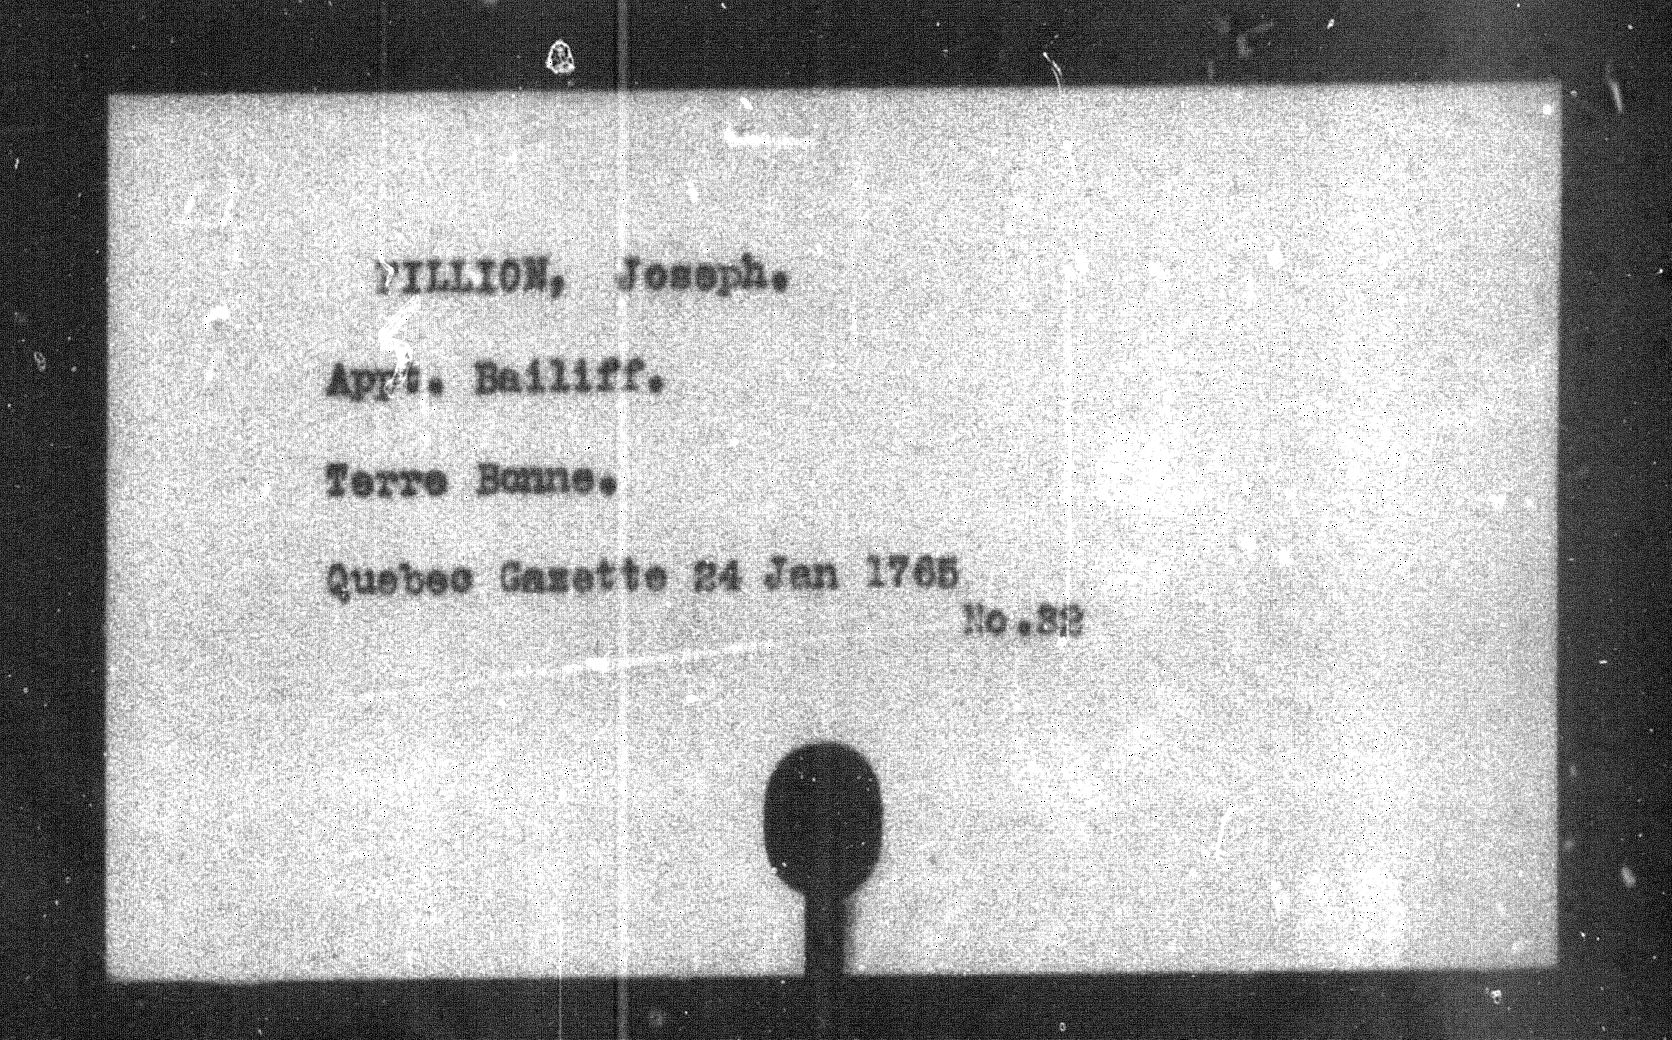 FILLION, Joseph.
Appt. Bailiff.
Terre Bonne.
Quebec Gazette 24 Jan 1765
No.32